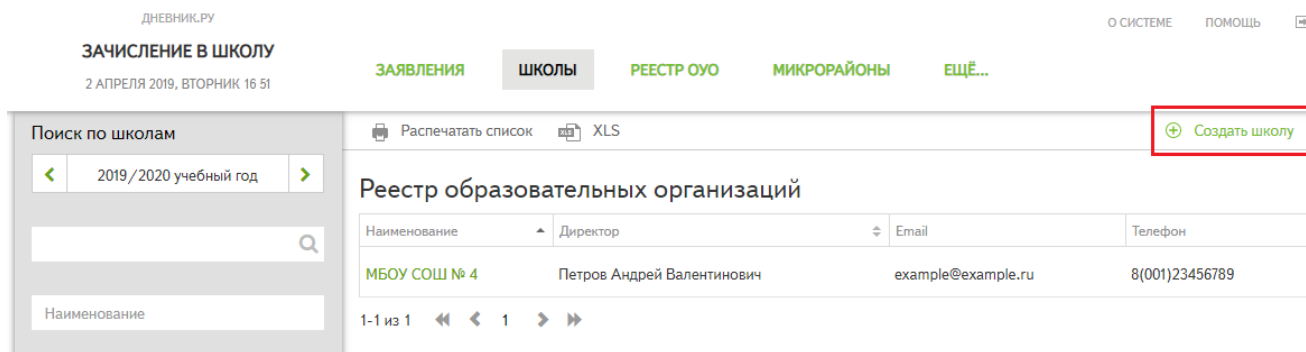 ДНЕВНИК.РУ
О СИСТЕМЕ ПОМОЩЬ
ЗАЧИСЛЕНИЕ В ШКОЛУ
2 АПРЕЛЯ 2019, ВТОРНИК 16 51
ЗАЯВЛЕНИЯ ШКОЛЫ РЕЕСТР ОУО МИКРОРАЙОНЫ ЕЩЁ...
Поиск по школам
2019/2020 учебный год
Наименование
Распечатать список XLS XLS
Создать школу
Реестр образовательных организаций
Наименование Директор Email Телефон
МБОУ СОШ № 4 Петров Андрей Валентинович example@example.ru 8(001)23456789
1-1 из 1 1